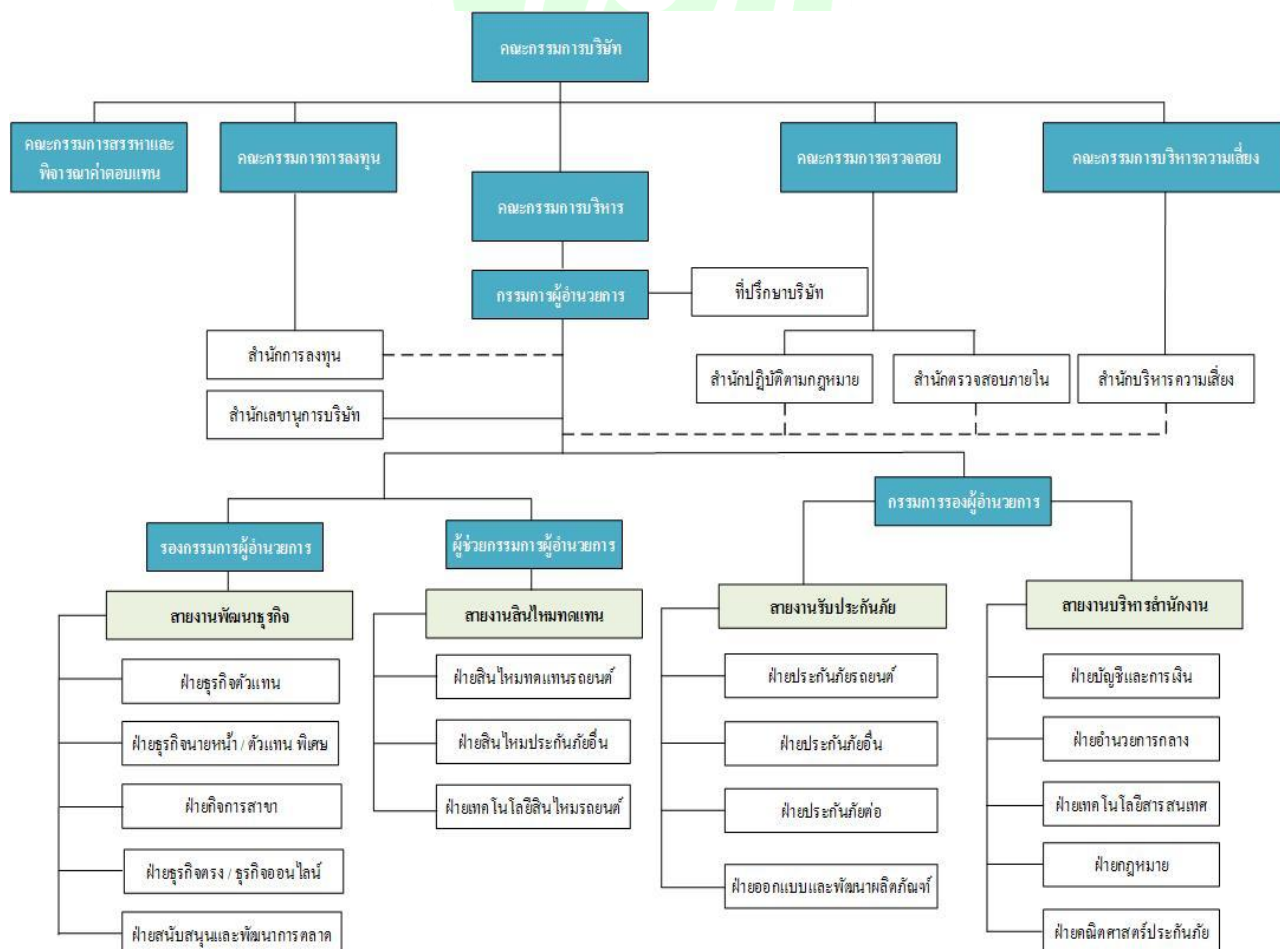 คณะกรรมการบริษัท
คณะกรรมการสรรหาและ
พิจารณาค่าตอบแทน
คณะกรรมการการลงทุน
คณะกรรมการตรวจสอบ
คณะกรรมการบริหารความเสี่ยง
คณะกรรมการบริหาร
กรรมการผู้อำนวยการ
ที่ปรึกษาบริษัท
สำนักการลงทุน
สำนักปฏิบัติตามกฎหมาย
สำนักตรวจสอบภายใน
สำนักบริหารความเสี่ยง
สำนักเลขานุการบริษัท
กรรมการรองผู้อำนวยการ
รองกรรมการผู้อำนวยการ
ผู้ช่วยกรรมการผู้อำนวยการ
สายงานพัฒนาธุรกิจ
สายงานสินไหมทดแทน
สายงานรับประกันภัย
สายงานบริหารสำนักงาน
ฝ่ายธุรกิจตัวแทน
ฝ่ายสินไหมทดแทนรถยนต์
ฝ่ายประกันภัยรถยนต์
ฝ่ายบัญชีและการเงิน
ฝ่ายธุรกิจนายหน้า / ตัวแทน พิเศษ
ฝ่ายสินไหมประกันภัยอื่น
ฝ่ายประกันภัยอื่น
ฝ่ายอำนวยการกลาง
ฝ่ายกิจการสาขา
ฝ่ายเทคโนโลยีสินไหมรถยนต์
ฝ่ายประกันภัยต่อ
ฝ่ายเทคโนโลยีสารสนเทศ
ฝ่ายธุรกิจตรง / ธุรกิจออนไลน์
ฝ่ายออกแบบและพัฒนาผลิตภัณฑ์
ฝ่ายกฎหมาย
ฝ่ายสนับสนุนและพัฒนาการตลาด
ฝ่ายคณิตศาสตร์ประกันภัย